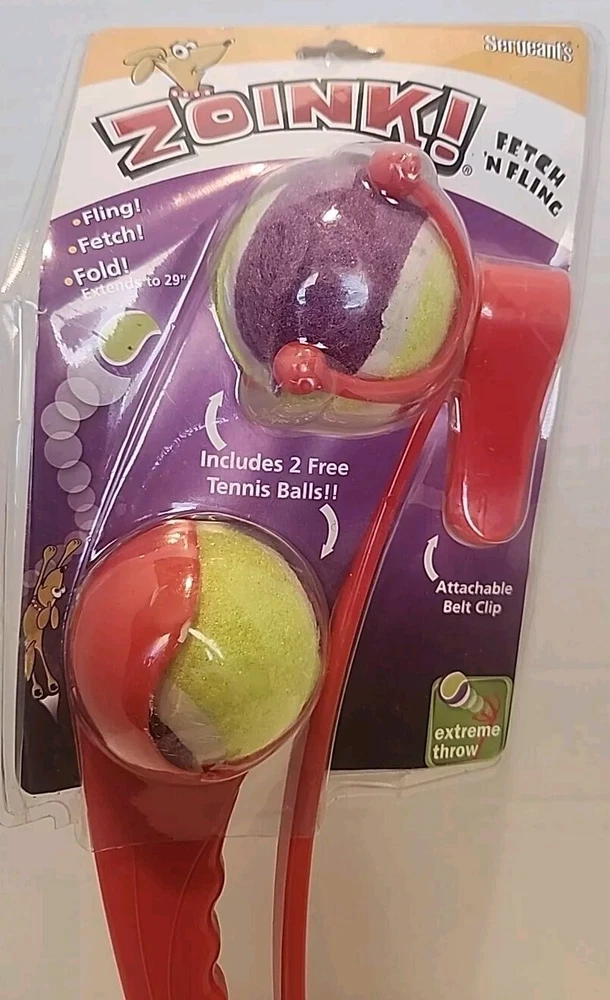 Sergeant's
ZOINK!®
FETCH
'N FLING
• Fling!
• Fetch!
• Fold!
Extends to 29"
Includes 2 Free
Tennis Balls!!
Attachable
Belt Clip
extreme
throw